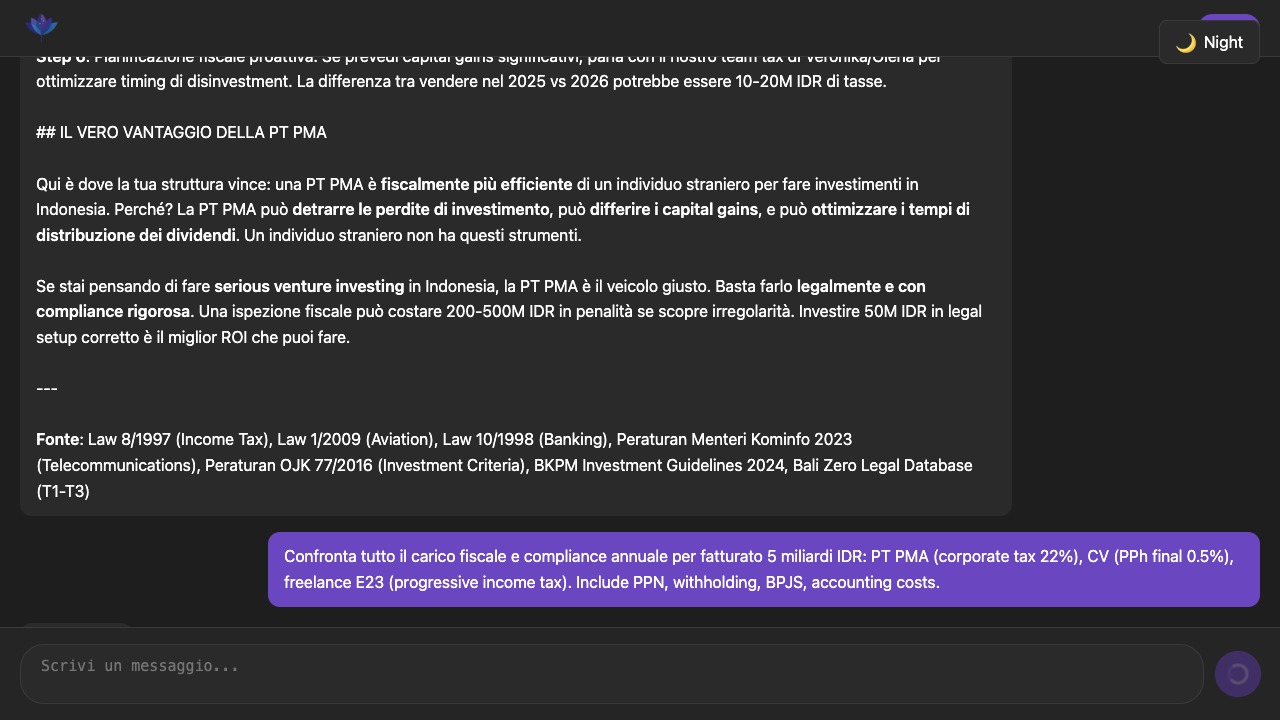 🌙 Night
Step 6: Pianificazione fiscale proattiva. Se prevedi capital gains significativi, parla con il nostro team tax di Veronika/Olena per
ottimizzare timing di disinvestment. La differenza tra vendere nel 2025 vs 2026 potrebbe essere 10-20M IDR di tasse.
## IL VERO VANTAGGIO DELLA PT PMA
Qui è dove la tua struttura vince: una PT PMA è fiscalmente più efficiente di un individuo straniero per fare investimenti in
Indonesia. Perché? La PT PMA può detrarre le perdite di investimento, può differire i capital gains, e può ottimizzare i tempi di
distribuzione dei dividendi. Un individuo straniero non ha questi strumenti.
Se stai pensando di fare serious venture investing in Indonesia, la PT PMA è il veicolo giusto. Basta farlo legalmente e con
compliance rigorosa. Una ispezione fiscale può costare 200-500M IDR in penalità se scopre irregolarità. Investire 50M IDR in legal
setup corretto è il miglior ROI che puoi fare.
---
Fonte: Law 8/1997 (Income Tax), Law 1/2009 (Aviation), Law 10/1998 (Banking), Peraturan Menteri Kominfo 2023
(Telecommunications), Peraturan OJK 77/2016 (Investment Criteria), BKPM Investment Guidelines 2024, Bali Zero Legal Database
(T1-T3)
Confronta tutto il carico fiscale e compliance annuale per fatturato 5 miliardi IDR: PT PMA (corporate tax 22%), CV (PPh final 0.5%),
freelance E23 (progressive income tax). Include PPN, withholding, BPJS, accounting costs.
Scrivi un messaggio...